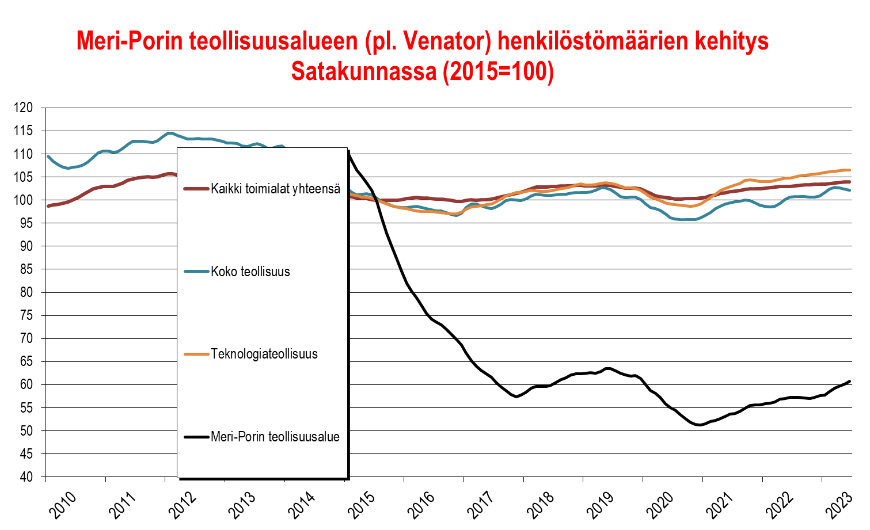 Meri-Porin teollisuusalueen (pl. Venator) henkilöstömäärien kehitys
Satakunnassa (2015=100)
120
115
110
105
100
95
90
85
80
75
70
65
60
55
50
45
40
Kaikki toimialat yhteensä
Koko teollisuus
Teknologiateollisuus
Meri-Porin teollisuusalue
2010 2011 2012 2013 2014 2015 2016 2017 2018 2019 2020 2021 2022 2023